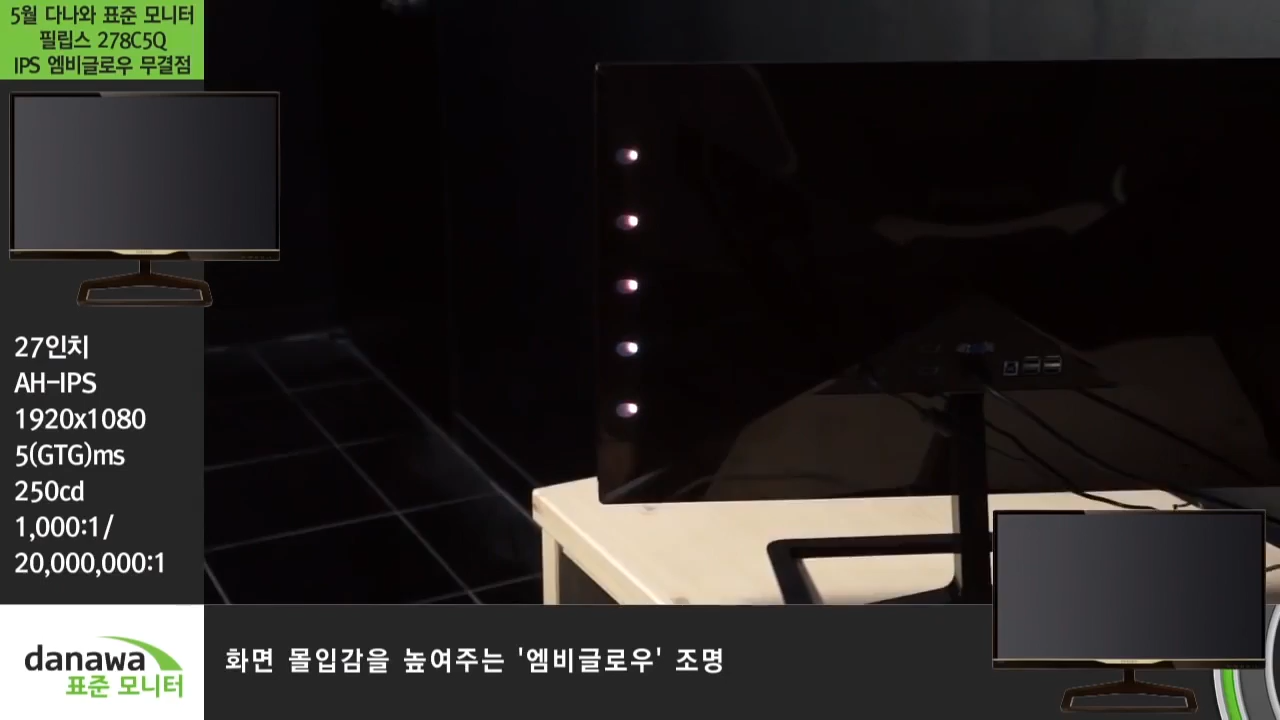 5월 다나와 표준 모니터
필립스 278C5Q
IPS 엠비글로우 무결점
27인치
AH-IPS
1920x1080
5(GTG)ms
250cd
1,000:1/
20,000,000:1
danawa
표준 모니터
화면 몰입감을 높여주는 '엠비글로우' 조명